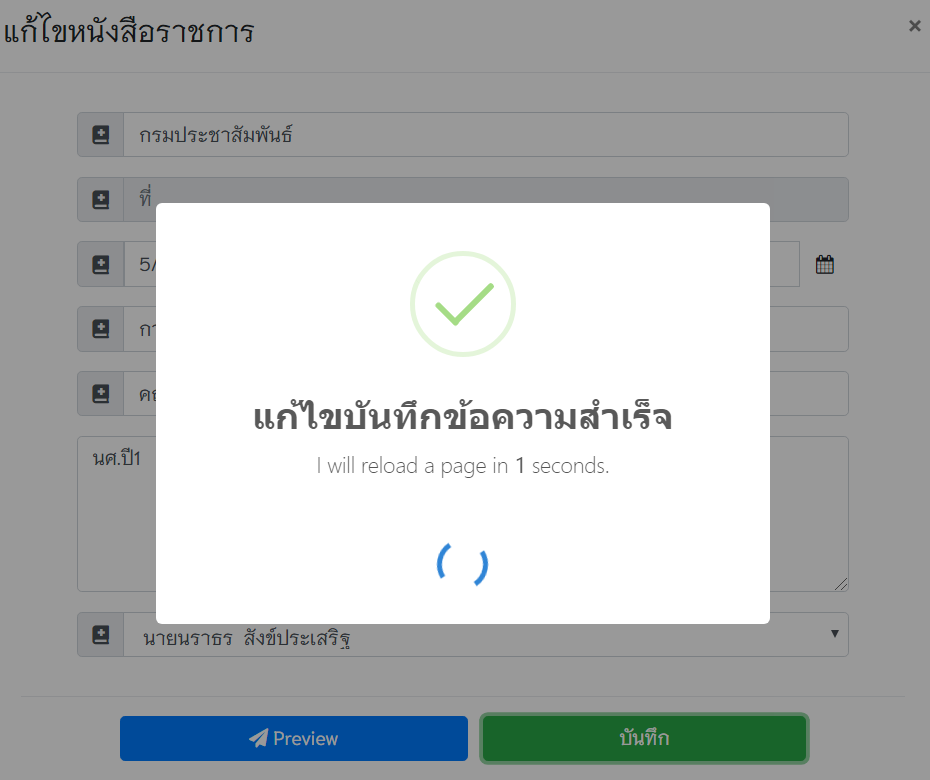 แก้ไขหนังสือราชการ
×
กรมประชาสัมพันธ์
ที่
5/
แก้ไขบันทึกข้อความสำเร็จ
I will reload a page in 1 seconds.
นศ.ปี1
นายนราธร สังข์ประเสริฐ
Preview
บันทึก